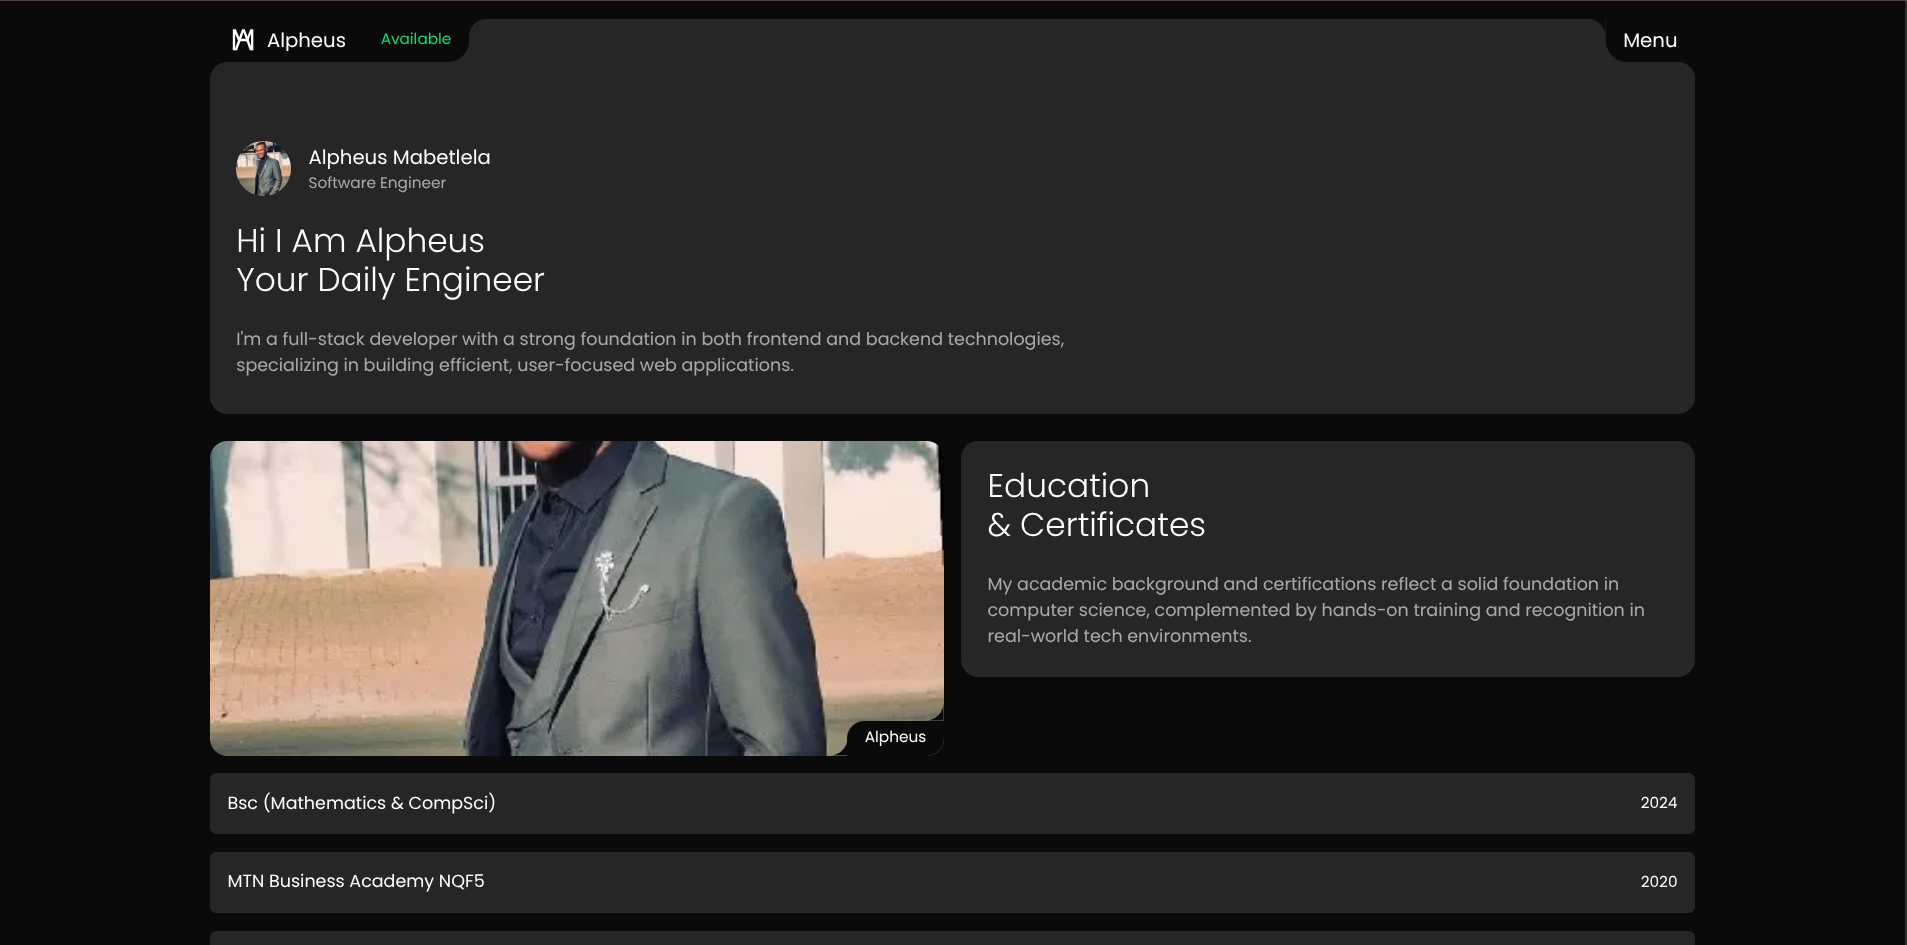 Alpheus Available Menu
Alpheus Mabetlela
Software Engineer
Hi I Am Alpheus
Your Daily Engineer
I'm a full-stack developer with a strong foundation in both frontend and backend technologies,
specializing in building efficient, user-focused web applications.
Education
& Certificates
My academic background and certifications reflect a solid foundation in
computer science, complemented by hands-on training and recognition in
real-world tech environments.
Alpheus
Bsc (Mathematics & CompSci) 2024
MTN Business Academy NQF5 2020